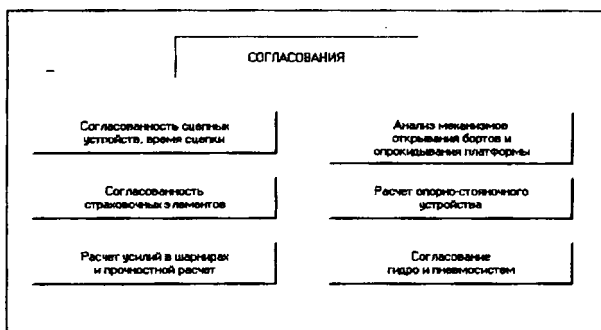 СОГЛАСОВАНИЯ
Согласованность сцепных
устройств, время сцепки
Анализ механизмов
открывания бортов и
опрокидывания платформы
Согласованность
страховочных элементов
Расчет опорно-стояночного
устройства
Расчет усилий в шарнирах
и прочностной расчет
Согласование
гидро и пневмосистем